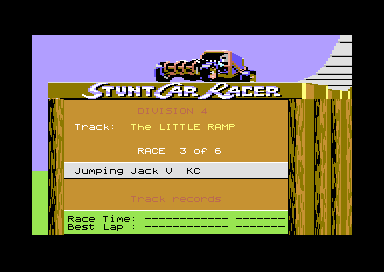 STUNT CAR RACER
DIVISION 4
Track: The LITTLE RAMP
RACE 3 of 6
Jumping Jack V KC
Track records
Race Time: ------------ -------
Best Lap : ------------ -------